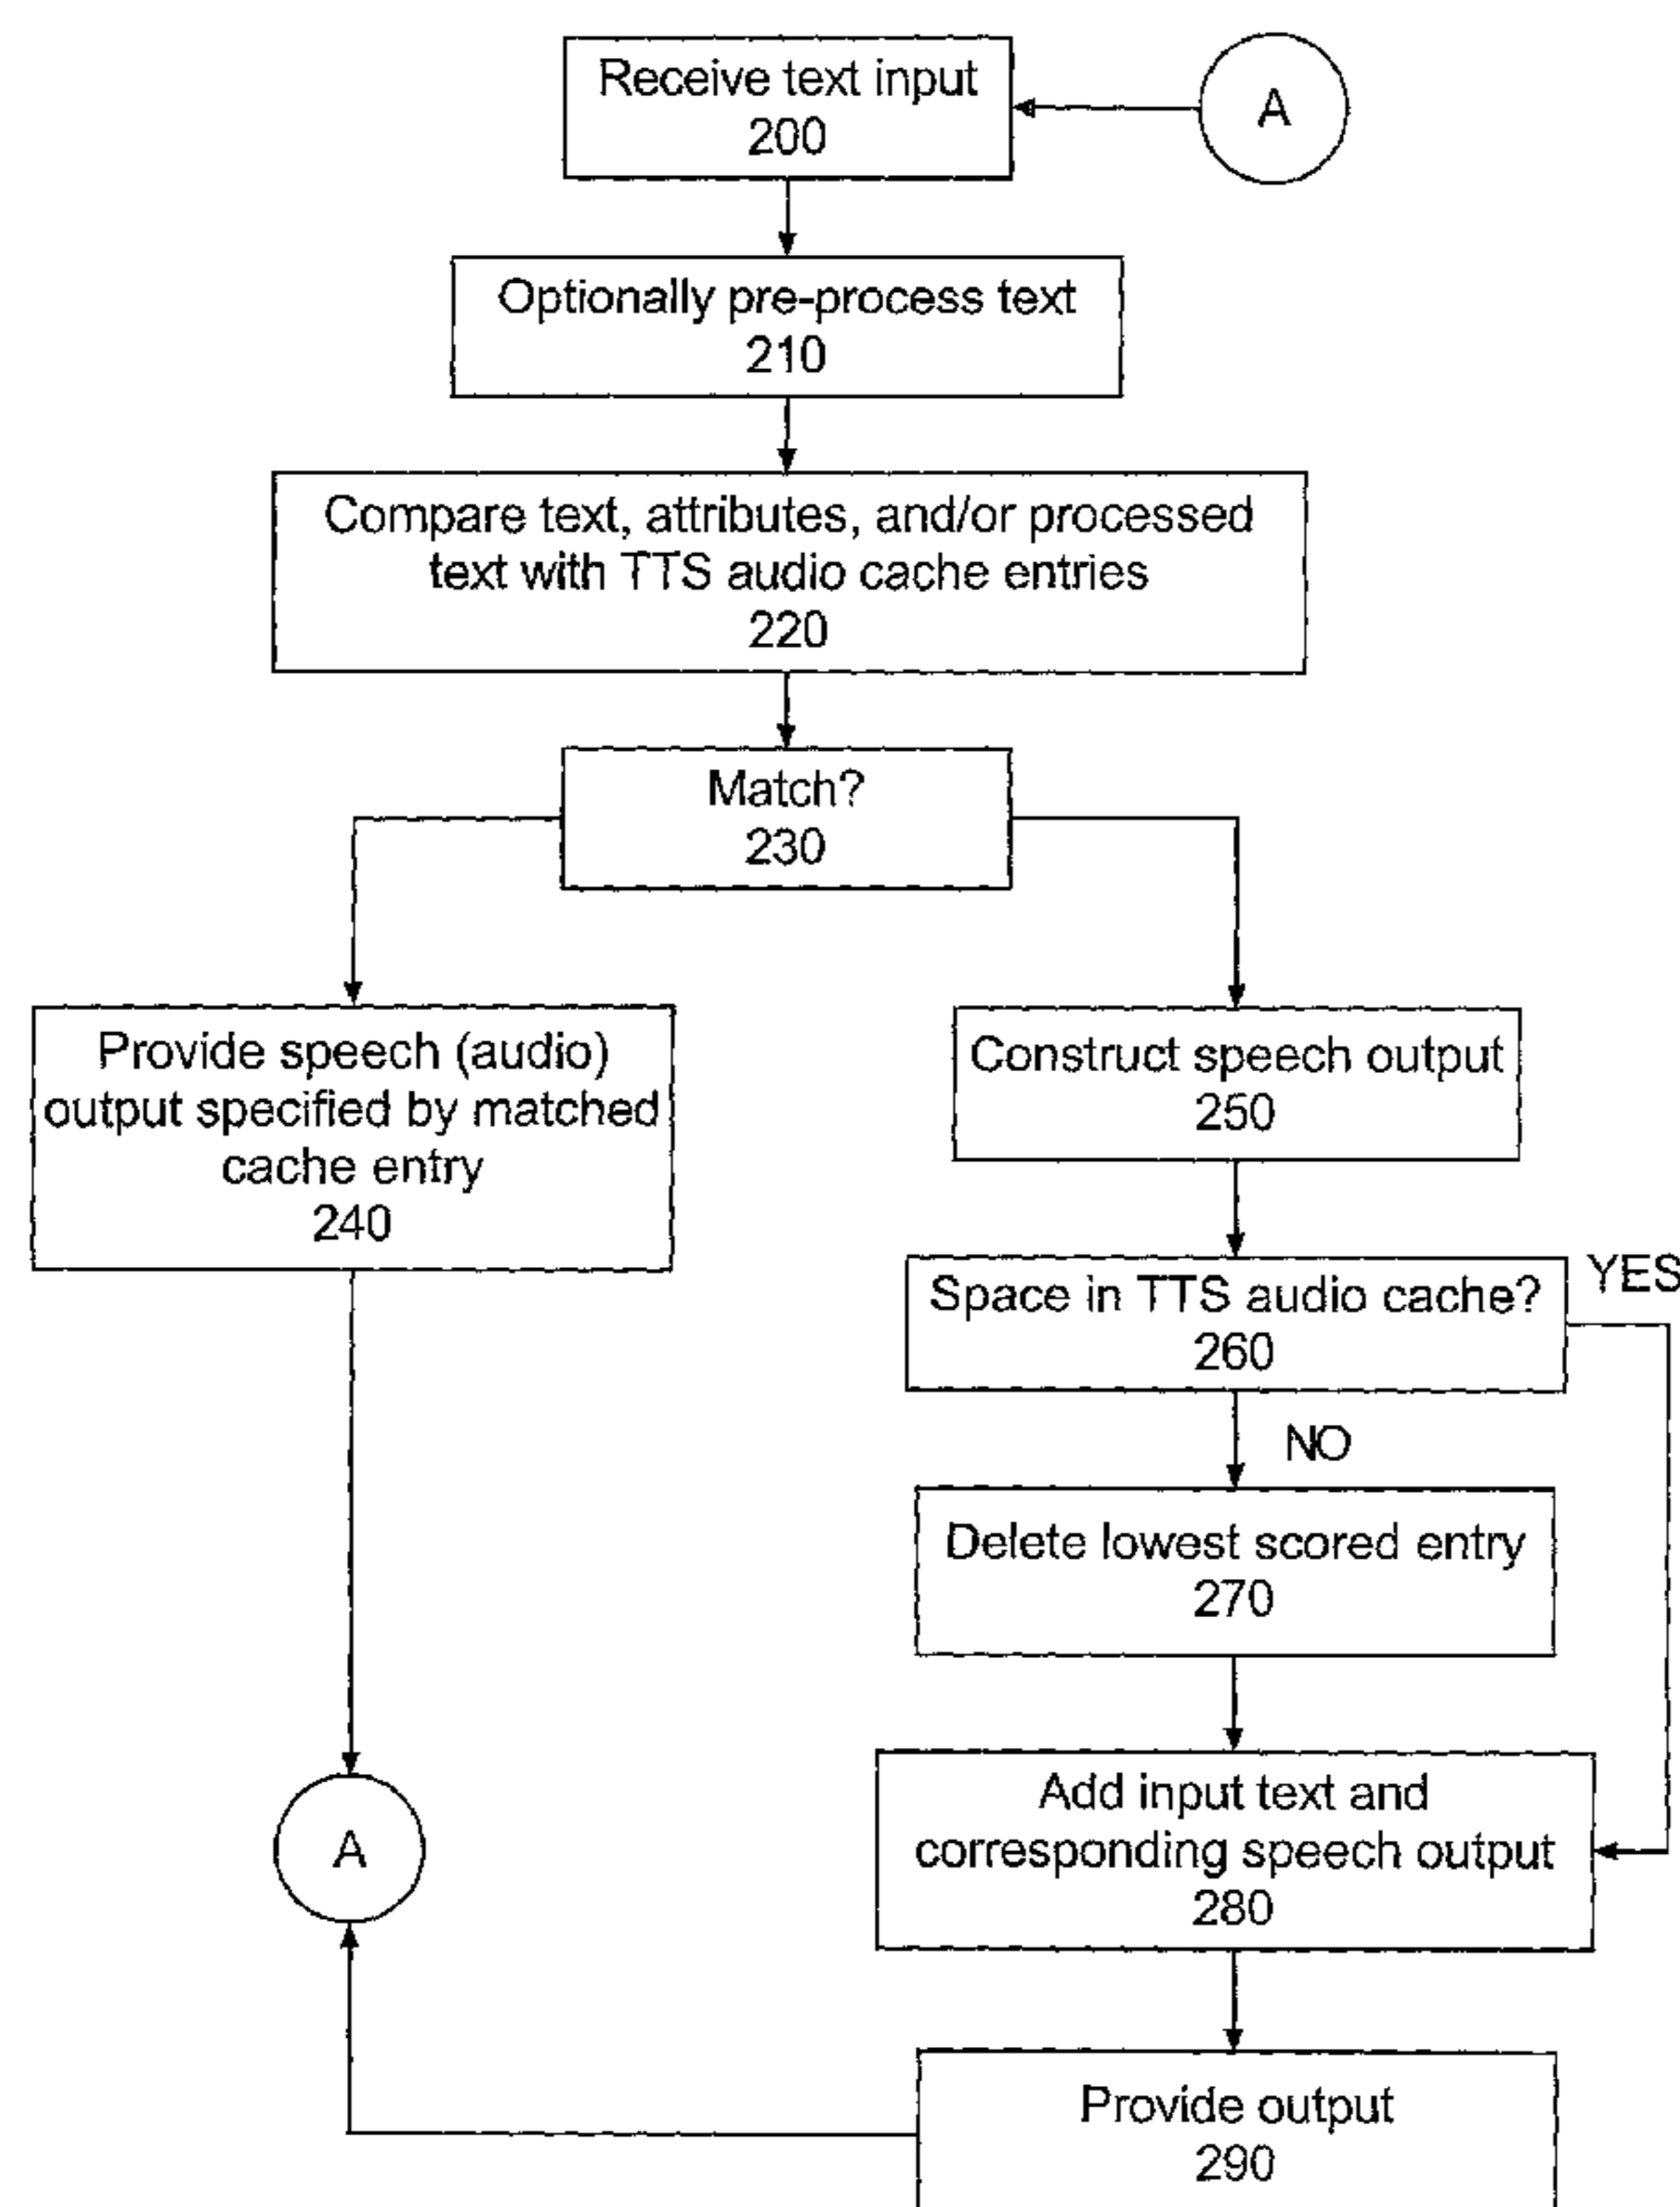 Receive text input
200
A
Optionally pre-process text
210
Compare text, attributes, and/or processed
text with TTS audio cache entries
220
Match?
230
Provide speech (audio)
output specified by matched
cache entry
240
Construct speech output
250
Space in TTS audio cache?
260
YES
NO
Delete lowest scored entry
270
Add input text and
corresponding speech output
280
A
Provide output
290